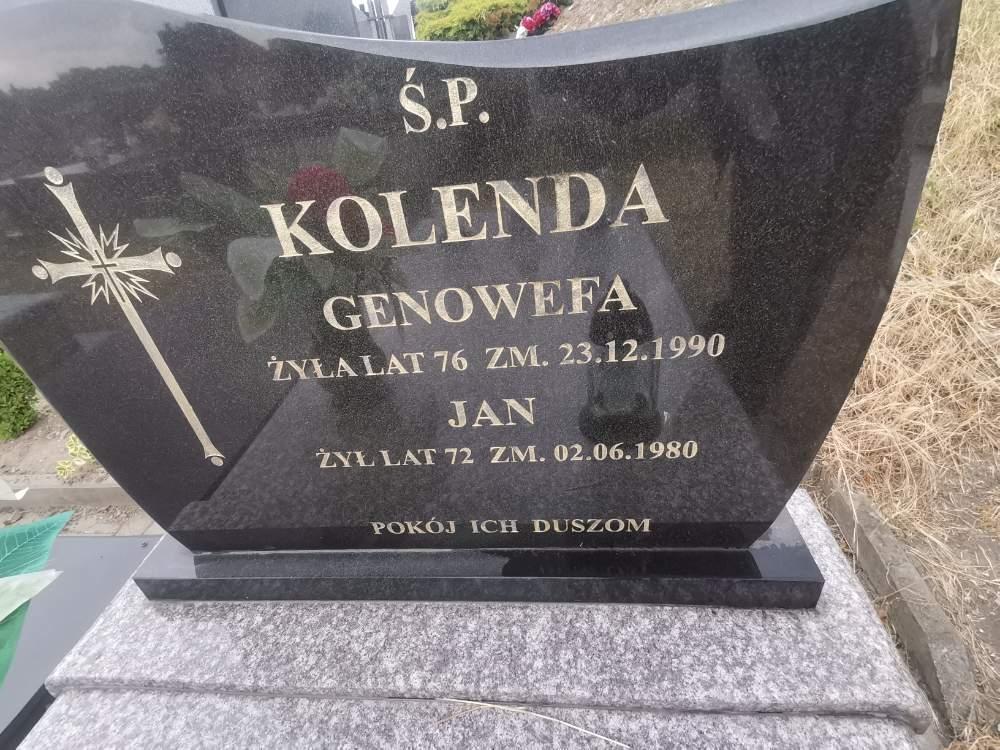 Ś.P.
KOLENDA
GENOWEFA
ŻYŁA LAT 76 ZM. 23.12.1990
JAN
ŻYŁ LAT 72 ZM. 02.06.1980
POKÓJ ICH DUSZOM